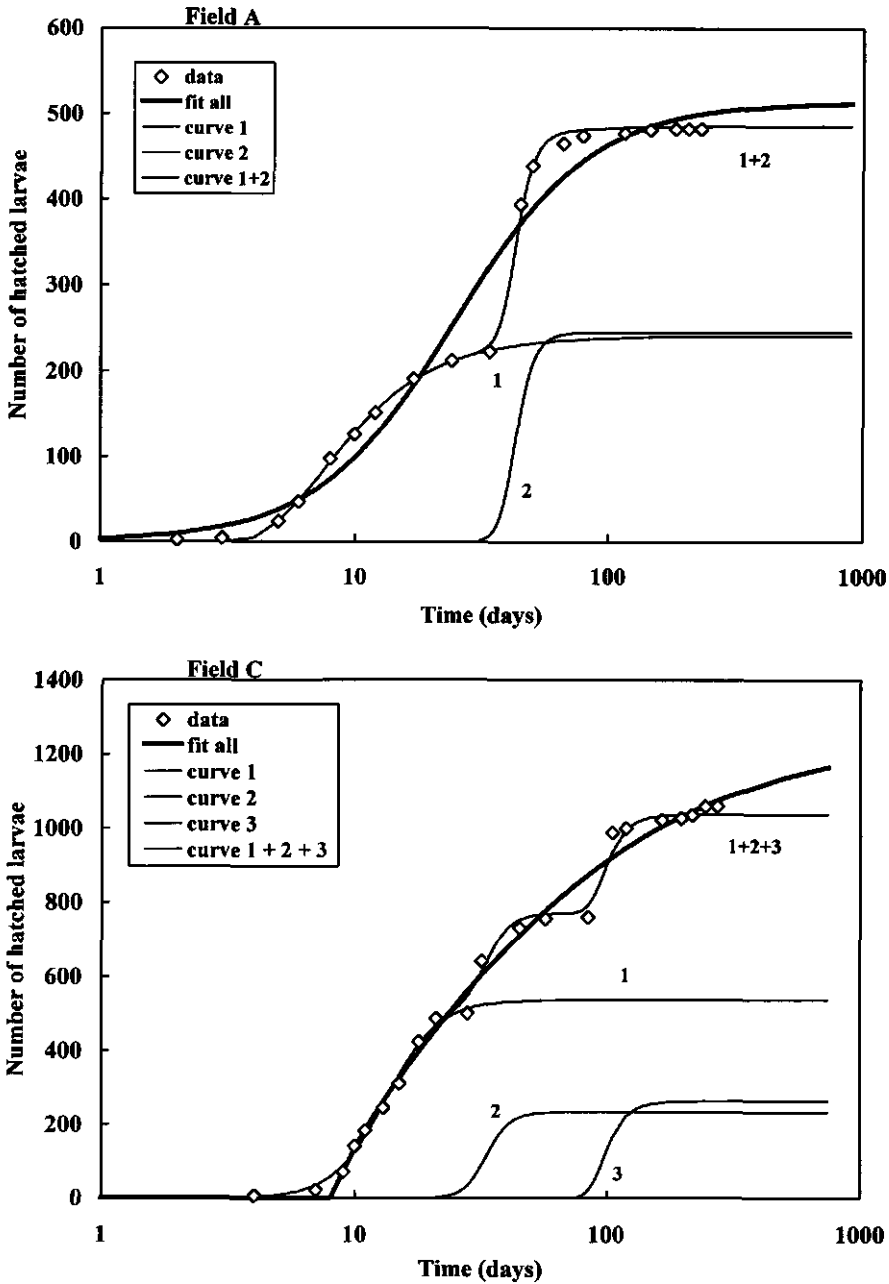 Field A
600
500
400
300
200
100
0
Number of hatched larvae
data
fit all
curve 1
curve 2
curve 1+2
1+2
1
2
1
10
100
1000
Time (days)
Field C
1400
1200
1000
800
600
400
200
0
Number of hatched larvae
data
fit all
curve 1
curve 2
curve 3
curve 1 + 2 + 3
1+2+3
1
2
3
1
10
100
1000
Time (days)